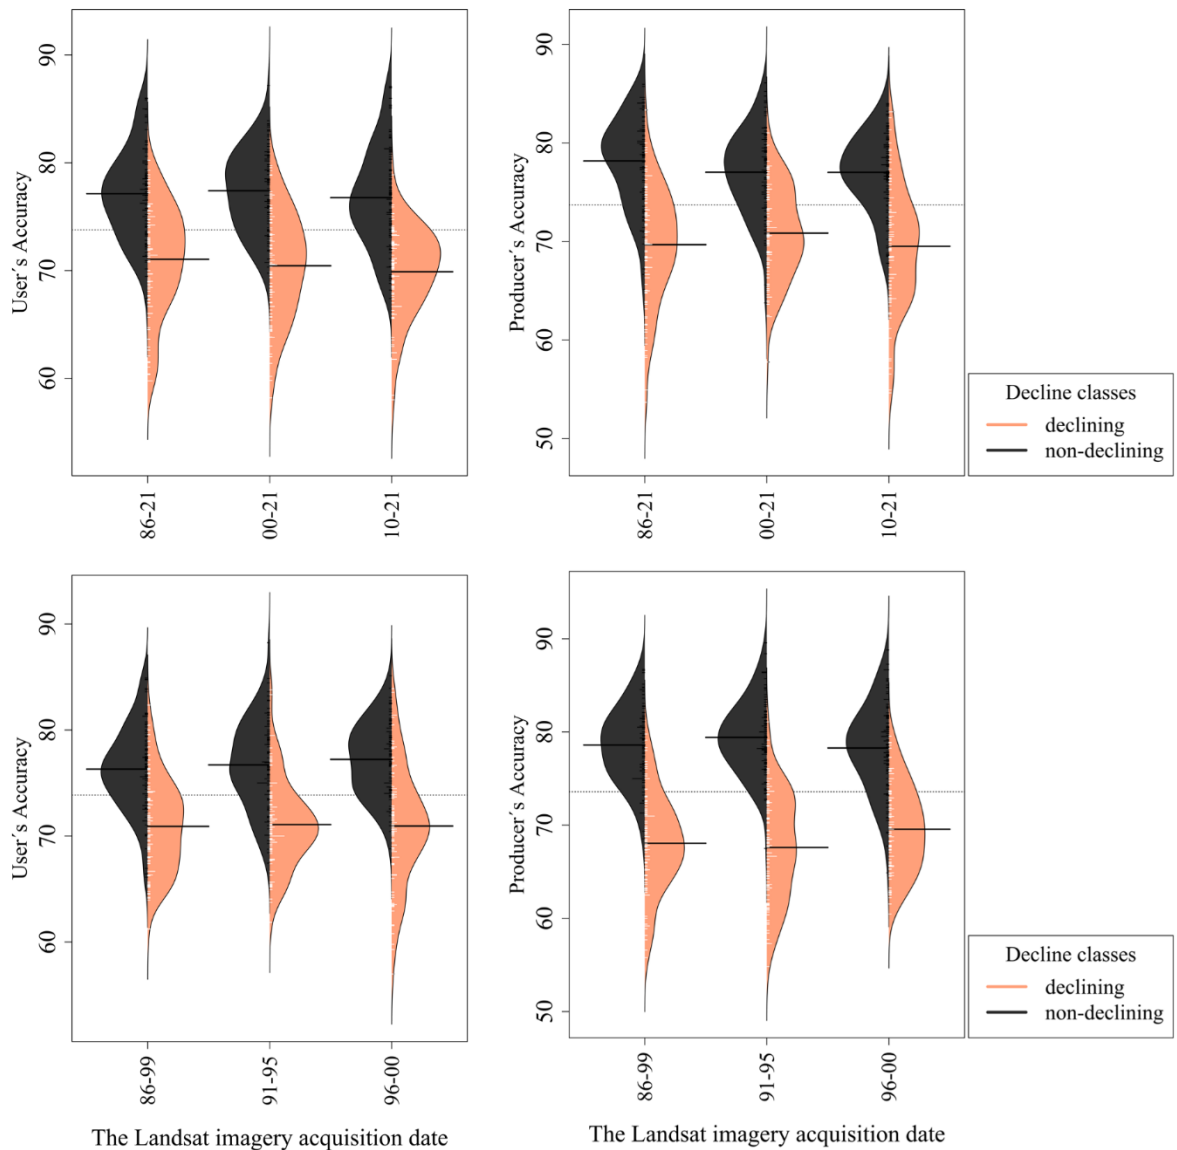 User´s Accuracy
90
80
70
60
86-21
00-21
10-21
Producer´s Accuracy
90
80
70
60
50
86-21
00-21
10-21
Decline classes
declining
non-declining
User´s Accuracy
90
80
70
60
86-99
91-95
96-00
The Landsat imagery acquisition date
Producer´s Accuracy
90
80
70
60
50
86-99
91-95
96-00
The Landsat imagery acquisition date
Decline classes
declining
non-declining